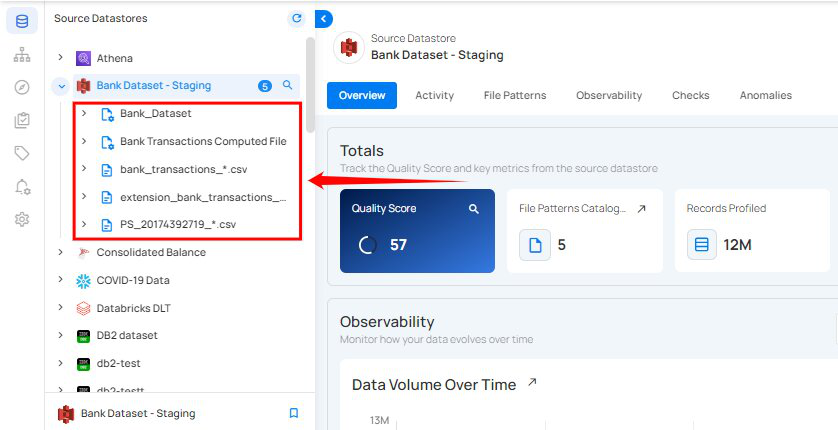 Source Datastores
Athena
Bank Dataset - Staging 5
Bank_Dataset
Bank Transactions Computed File
bank_transactions_*.csv
extension_bank_transactions_...
PS_20174392719_*.csv
Consolidated Balance
COVID-19 Data
Databricks DLT
DB2 dataset
db2-test
db2-testt
Bank Dataset - Staging
Source Datastore
Bank Dataset - Staging
Overview Activity File Patterns Observability Checks Anomalies
Totals
Track the Quality Score and key metrics from the source datastore
Quality Score
57
File Patterns Catalog...
5
Records Profiled
12M
Observability
Monitor how your data evolves over time
Data Volume Over Time
13M